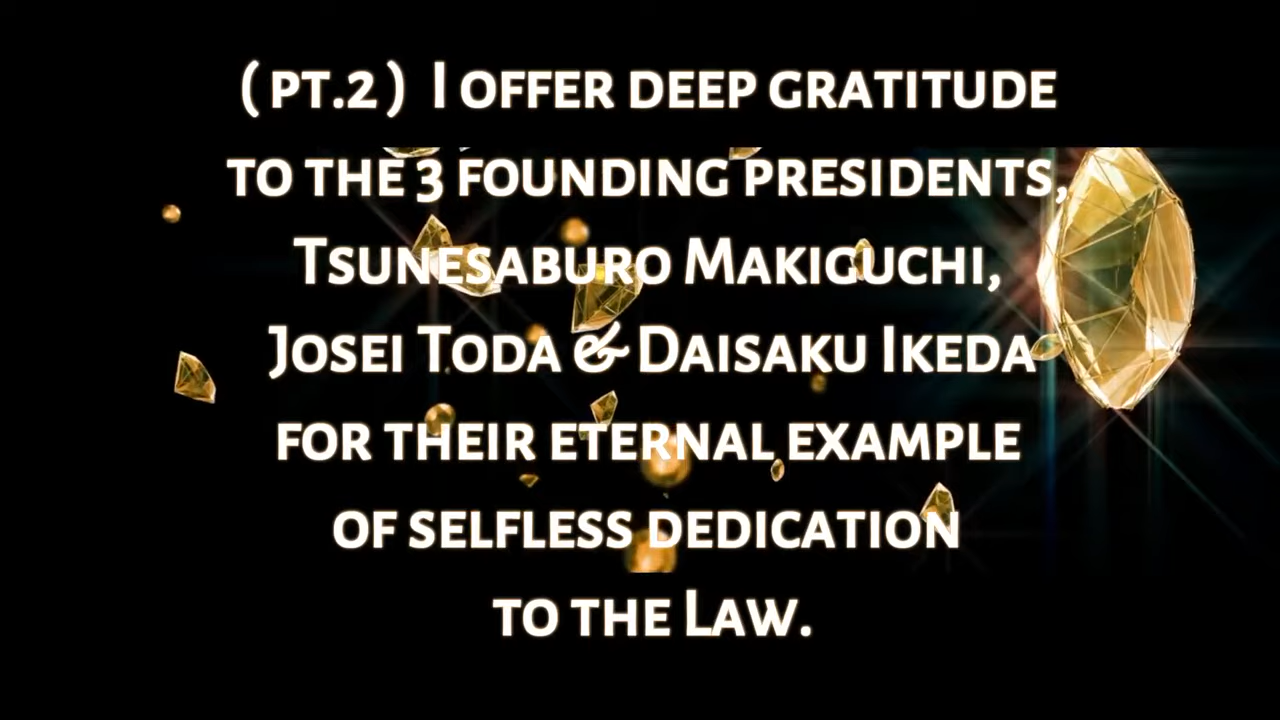 (PT.2) I OFFER DEEP GRATITUDE
TO THE 3 FOUNDING PRESIDENTS,
TSUNESABURO MAKIGUCHI,
JOSEI TODA & DAISAKU IKEDA
FOR THEIR ETERNAL EXAMPLE
OF SELFLESS DEDICATION
TO THE LAW.